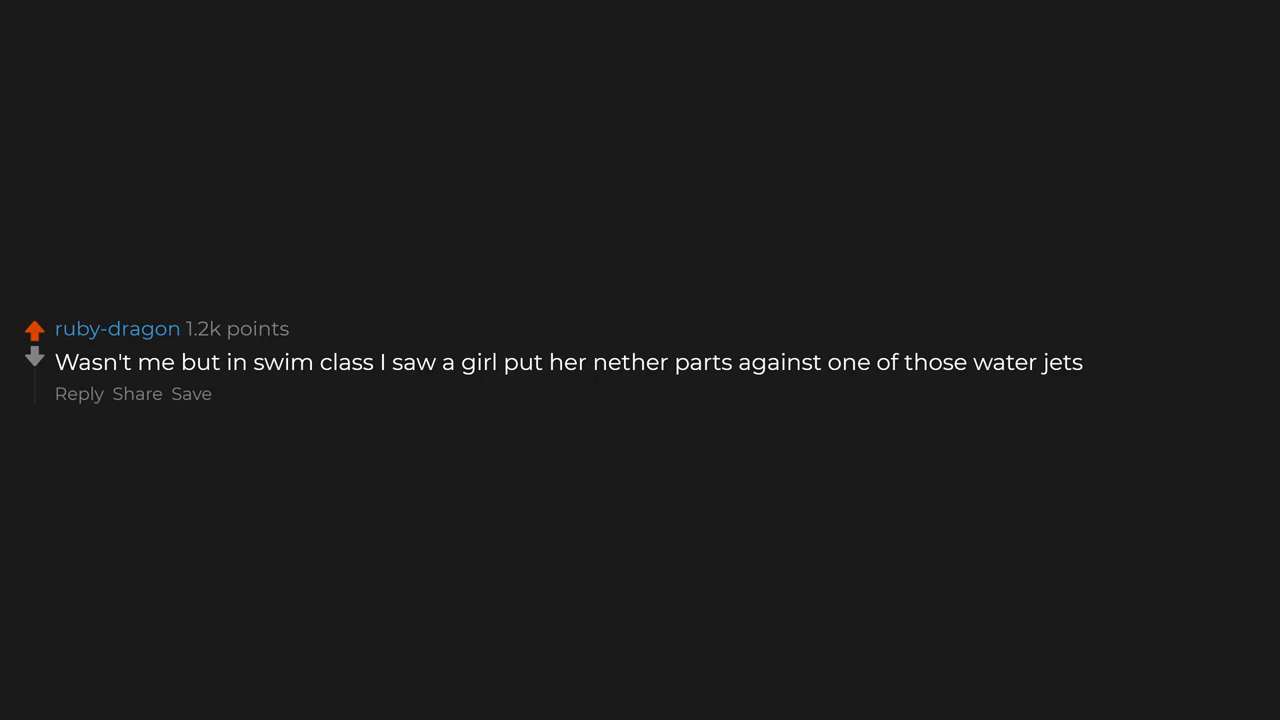 ruby-dragon 1.2k points
Wasn't me but in swim class I saw a girl put her nether parts against one of those water jets
Reply Share Save